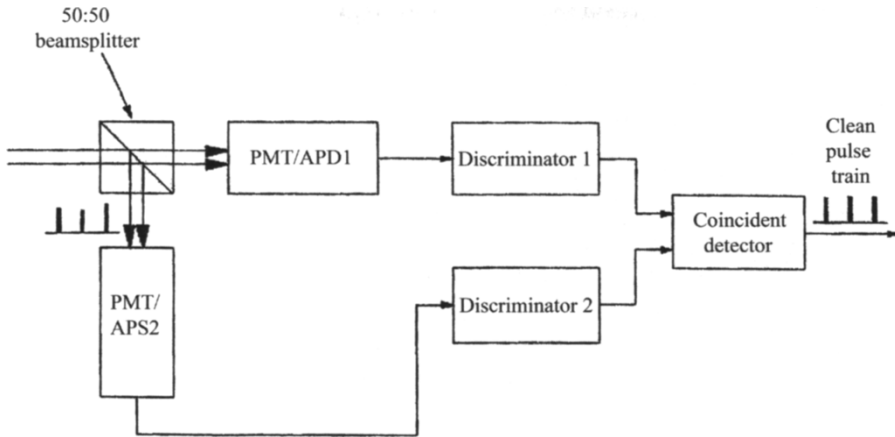 50:50
beamsplitter
PMT/APD1
Discriminator 1
Clean
pulse
train
Coincident
detector
PMT/
APS2
Discriminator 2